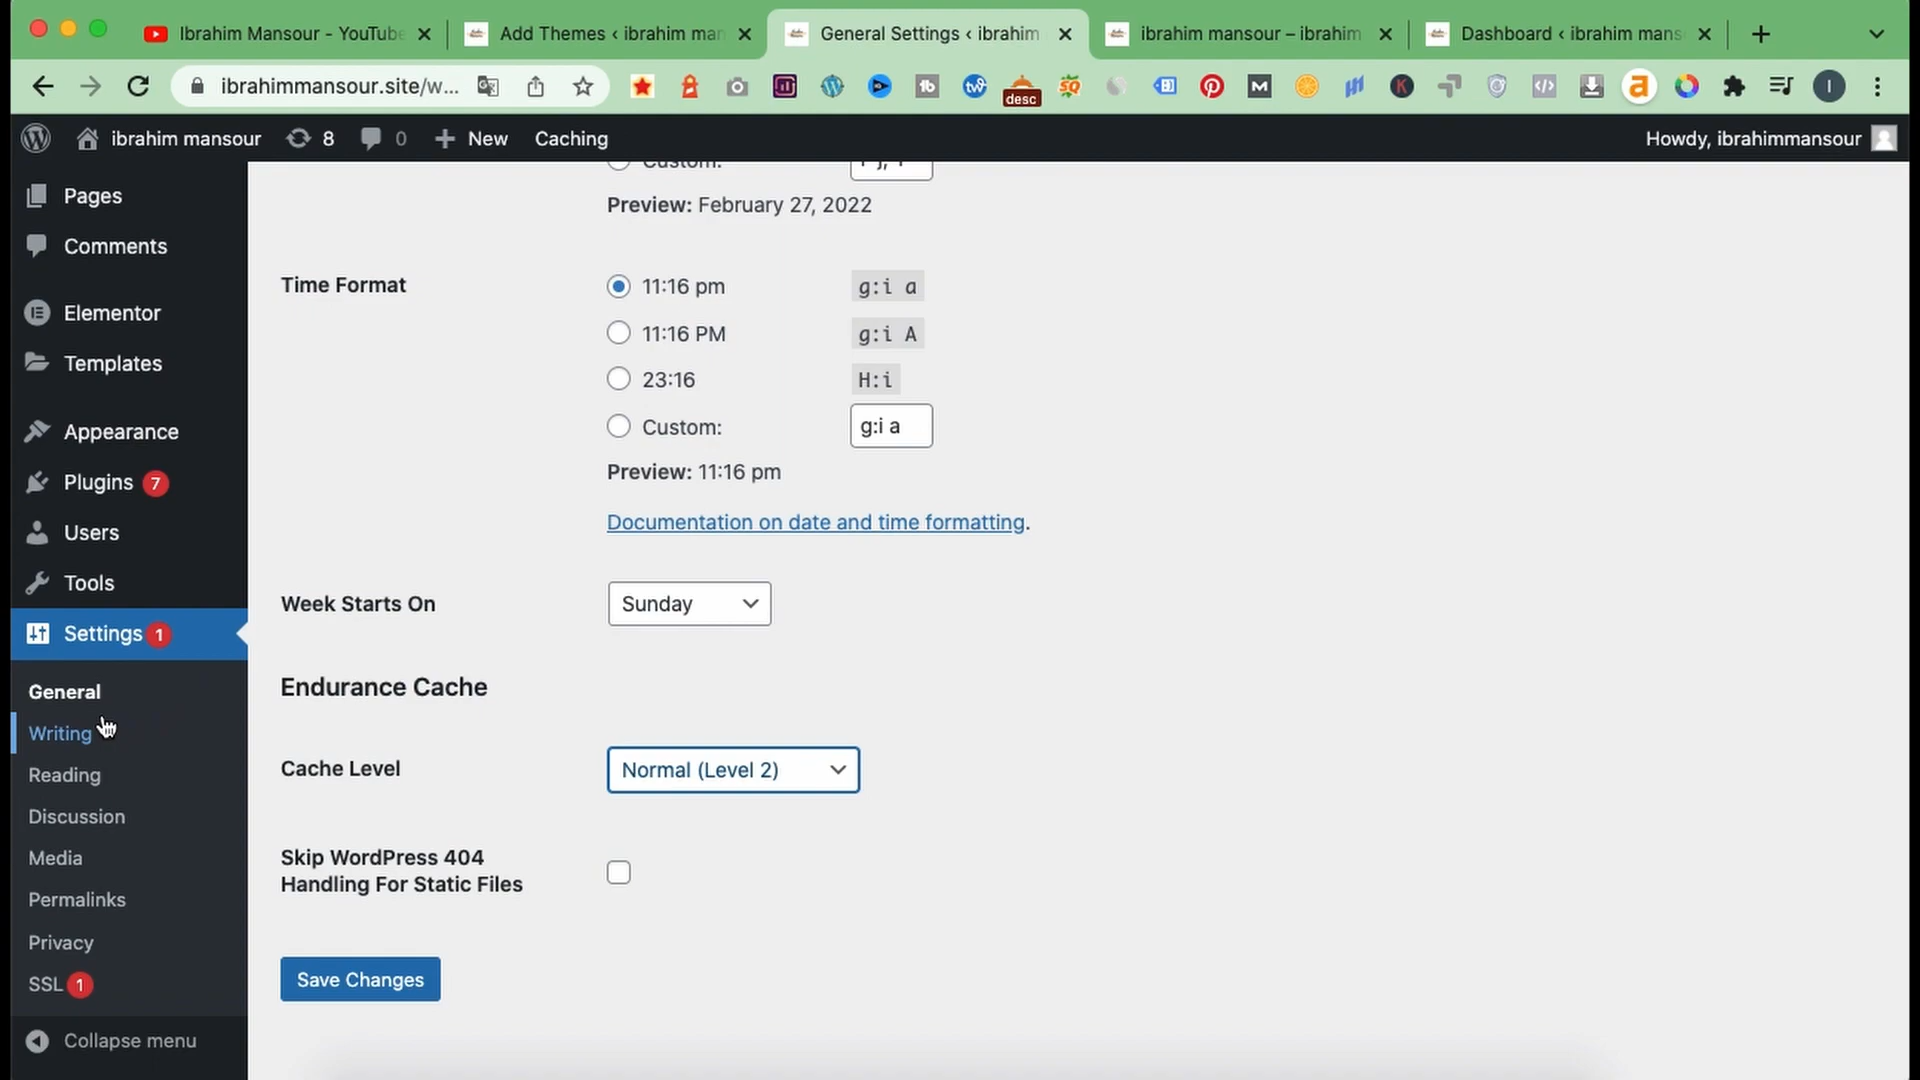 Ibrahim Mansour - YouTube
Add Themes ‹ ibrahim man
General Settings ‹ ibrahim
ibrahim mansour – ibrahim
Dashboard ‹ ibrahim mans
ibrahimmansour.site/w...
desc
ibrahim mansour
8
0
New
Caching
Howdy, ibrahimmansour
Pages
Comments
Elementor
Templates
Appearance
Plugins 7
Users
Tools
Settings 1
General
Writing
Reading
Discussion
Media
Permalinks
Privacy
SSL 1
Collapse menu
Custom:
Preview: February 27, 2022
Time Format
11:16 pm g:i a
11:16 PM g:i A
23:16 H:i
Custom: g:i a
Preview: 11:16 pm
Documentation on date and time formatting.
Week Starts On
Sunday
Endurance Cache
Cache Level
Normal (Level 2)
Skip WordPress 404
Handling For Static Files
Save Changes